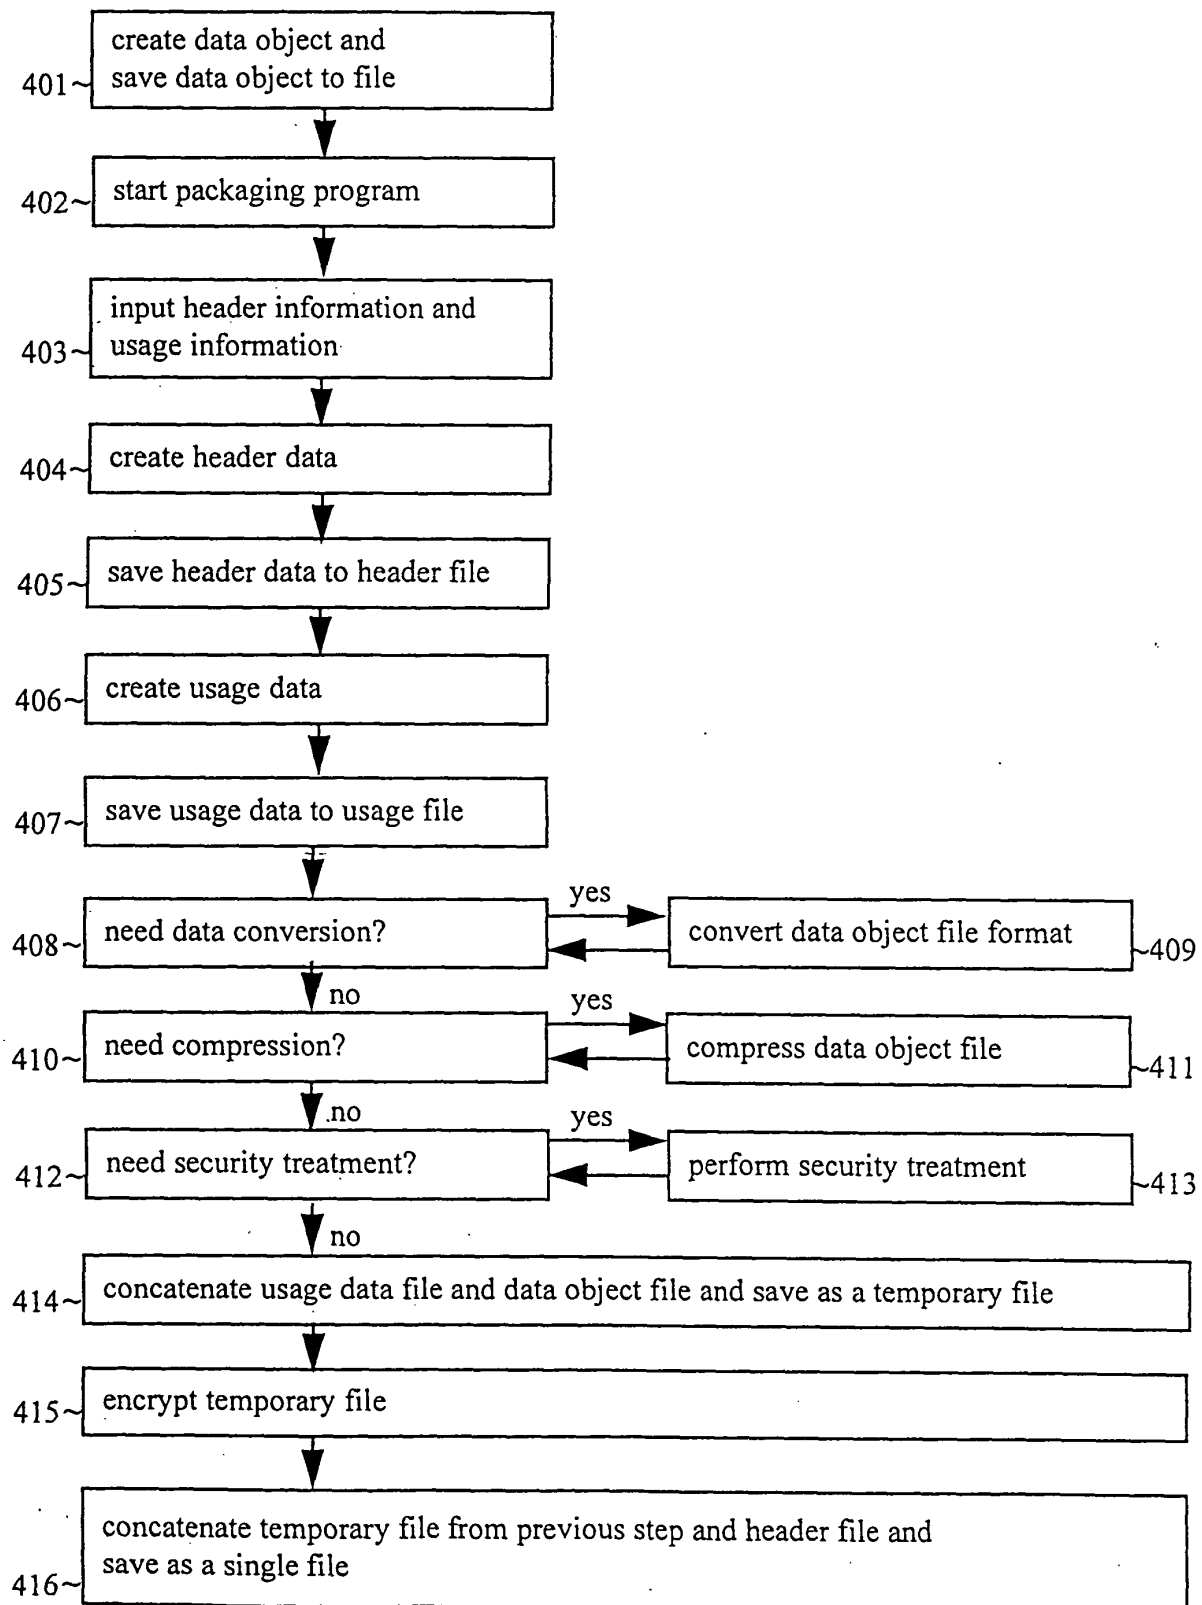 create data object and
save data object to file
401~
start packaging program
402~
input header information and
usage information
403~
create header data
404~
save header data to header file
405~
create usage data
406~
save usage data to usage file
407~
yes
need data conversion?
convert data object file format
408~
~409
no
yes
need compression?
compress data object file
410~
~411
no
yes
need security treatment?
perform security treatment
412~
~413
no
concatenate usage data file and data object file and save as a temporary file
414~
encrypt temporary file
415~
concatenate temporary file from previous step and header file and
save as a single file
416~